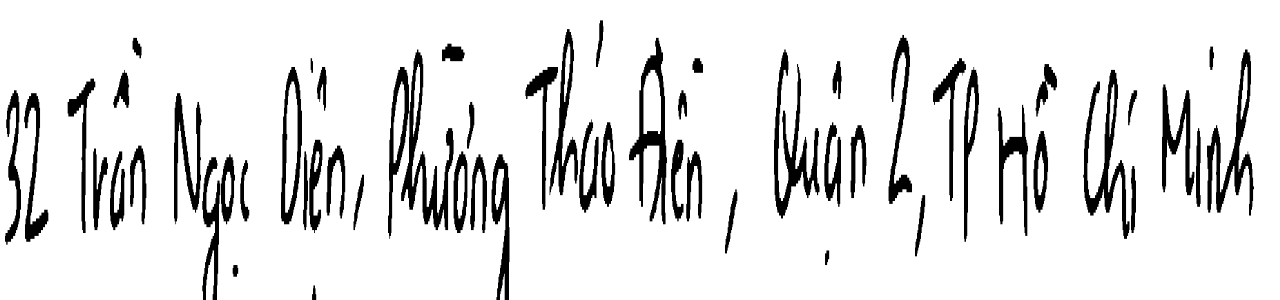 32 Trần Ngọc Diện, Phường Thảo Điền, Quận 2, TP Hồ Chí Minh